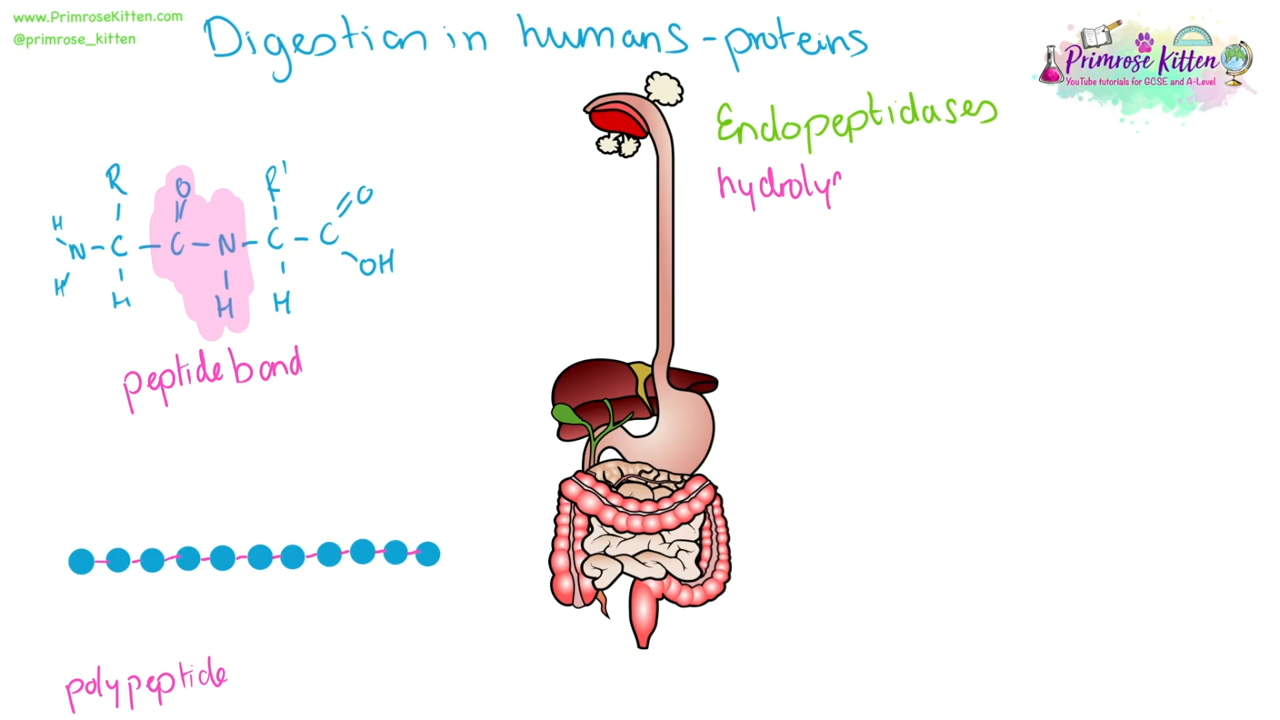 www.PrimroseKitten.com
@primrose_kitten
Digestion in humans - proteins
Primrose Kitten
YouTube tutorials for GCSE and A-Level
Endopeptidases
hydroly
R O R' O
H
N - C - C - N - C - C
H OH
H H H
peptide bond
polypeptide